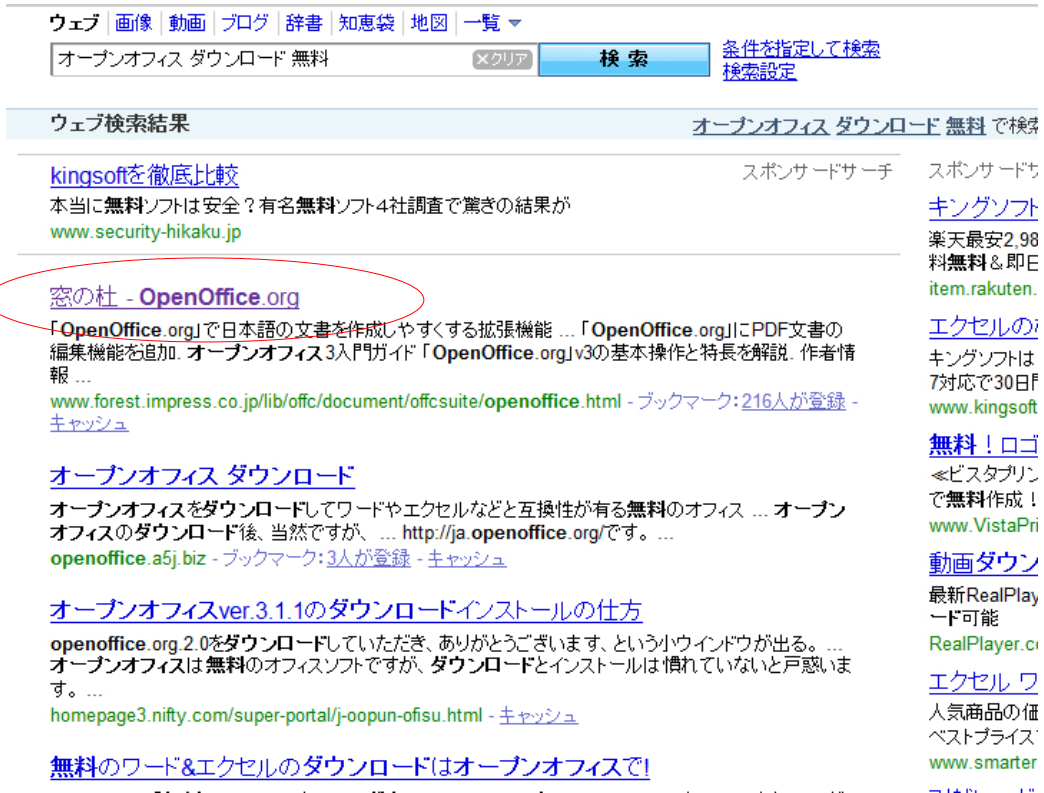 ウェブ 画像 動画 ブログ 辞書 知恵袋 地図 一覧
オープンオフィス ダウンロード 無料 ×クリア 検 索
条件を指定して検索
検索設定
ウェブ検索結果
オープンオフィス ダウンロード 無料 で検索
kingsoftを徹底比較
スポンサードサーチ
本当に無料ソフトは安全？有名無料ソフト4社調査で驚きの結果が
www.security-hikaku.jp
窓の杜 - OpenOffice.org
「OpenOffice.org」で日本語の文書を作成しやすくする拡張機能 ... 「OpenOffice.org」にPDF文書の
編集機能を追加. オープンオフィス3入門ガイド「OpenOffice.org」v3の基本操作と特長を解説. 作者情
報 ...
www.forest.impress.co.jp/lib/offc/document/offcsuite/openoffice.html - ブックマーク：216人が登録 -
キャッシュ
オープンオフィス ダウンロード
オープンオフィスをダウンロードしてワードやエクセルなどと互換性が有る無料のオフィス ... オープン
オフィスのダウンロード後、当然ですが、 ... http://ja.openoffice.org/です。 ...
openoffice.a5j.biz - ブックマーク：3人が登録 - キャッシュ
オープンオフィスver.3.1.1のダウンロードインストールの仕方
openoffice.org.2.0をダウンロードしていただき、ありがとうございます、という小ウインドウが出る。 ...
オープンオフィスは無料のオフィスソフトですが、ダウンロードとインストールは慣れていないと戸惑いま
す。 ...
homepage3.nifty.com/super-portal/j-oopun-ofisu.html - キャッシュ
無料のワード&エクセルのダウンロードはオープンオフィスで!
スポンサードサ
キングソフト
楽天最安2,98
料無料＆即日
item.rakuten.
エクセルの
キングソフトは
7対応で30日間
www.kingsoft
無料！ロゴ
≪ビスタプリン
で無料作成！
www.VistaPri
動画ダウン
最新RealPlay
ード可能
RealPlayer.co
エクセル ワ
人気商品の価
ベストプライス
www.smarter